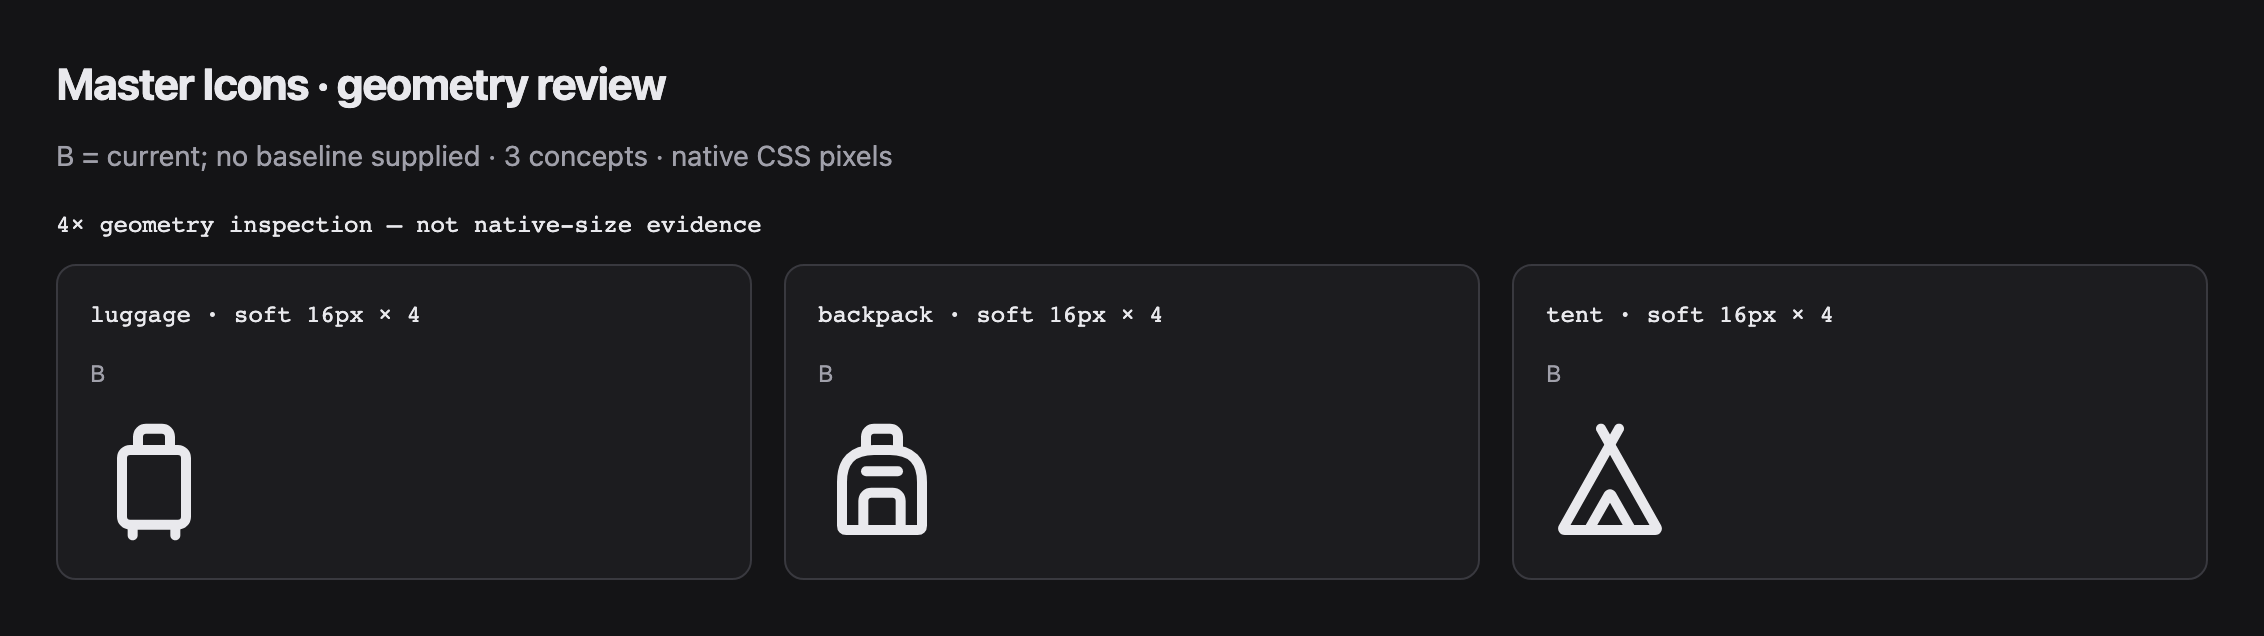 Master Icons · geometry review
B = current; no baseline supplied · 3 concepts · native CSS pixels
4× geometry inspection — not native-size evidence
luggage · soft 16px × 4
B
backpack · soft 16px × 4
B
tent · soft 16px × 4
B